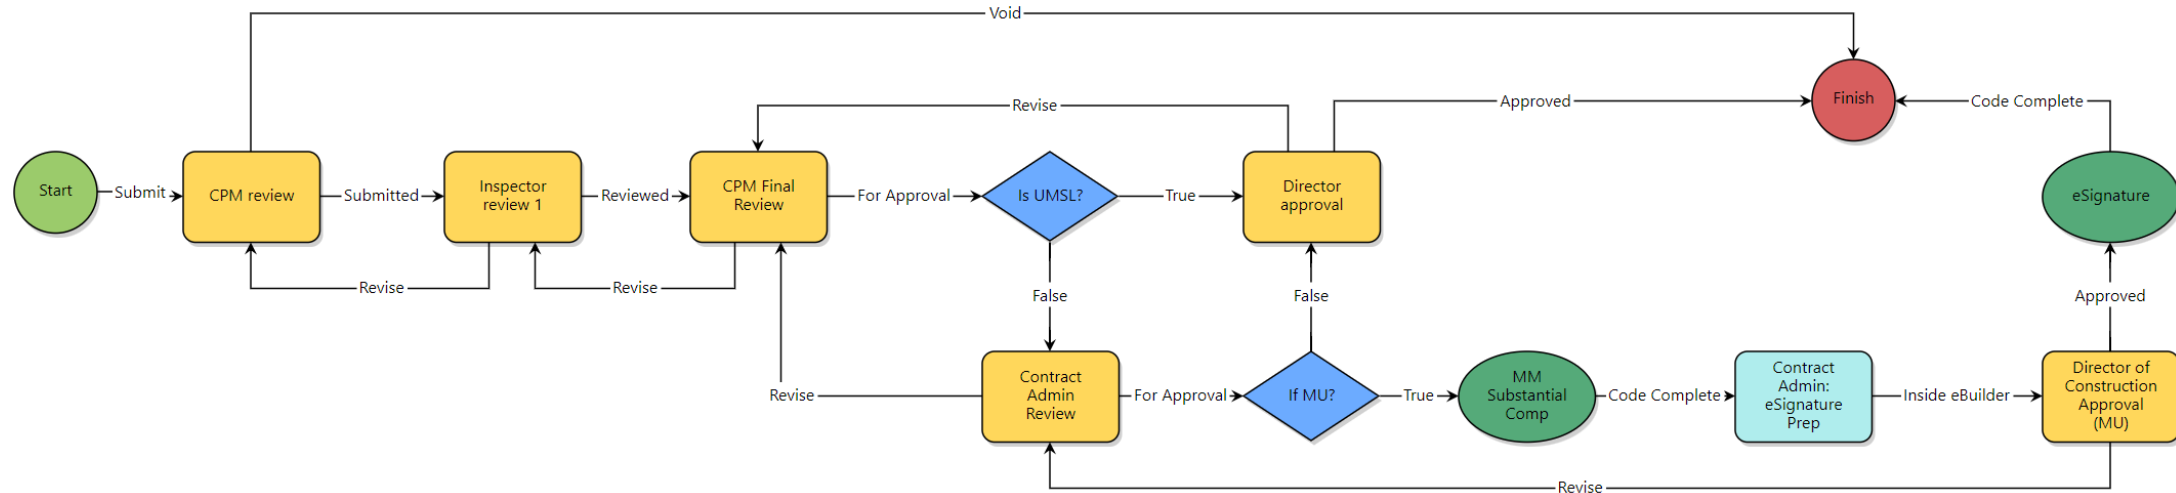 Void
Finish
Revise
Approved
Code Complete
Start
Submit
CPM review
Submitted
Inspector
review 1
Reviewed
CPM Final
Review
For Approval
Is UMSL?
True
Director
approval
eSignature
Revise
Revise
False
False
Approved
Revise
Contract
Admin
Review
For Approval
If MU?
True
MM
Substantial
Comp
Code Complete
Contract
Admin:
eSignature
Prep
Inside eBuilder
Director of
Construction
Approval
(MU)
Revise